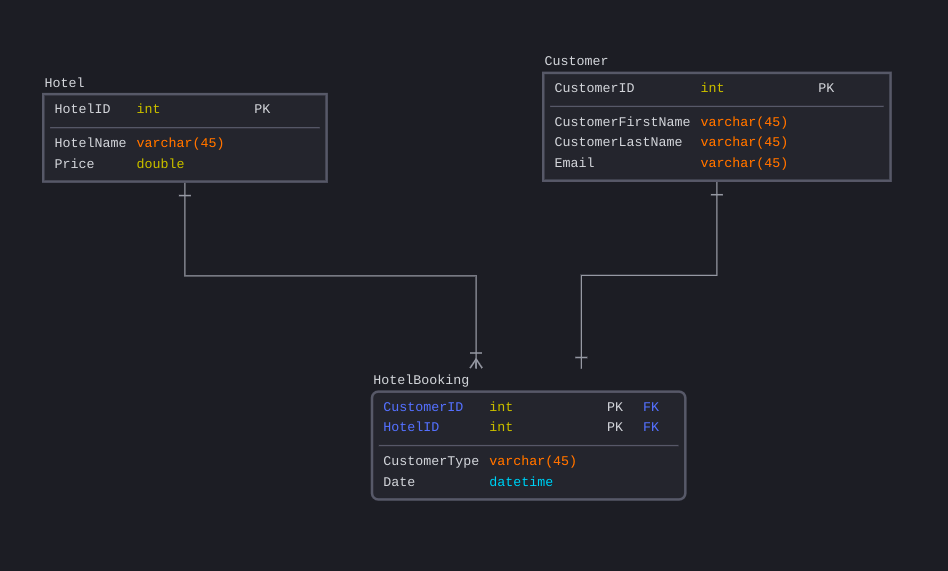 Hotel
HotelID int PK
HotelName varchar(45)
Price double
Customer
CustomerID int PK
CustomerFirstName varchar(45)
CustomerLastName varchar(45)
Email varchar(45)
HotelBooking
CustomerID int PK FK
HotelID int PK FK
CustomerType varchar(45)
Date datetime